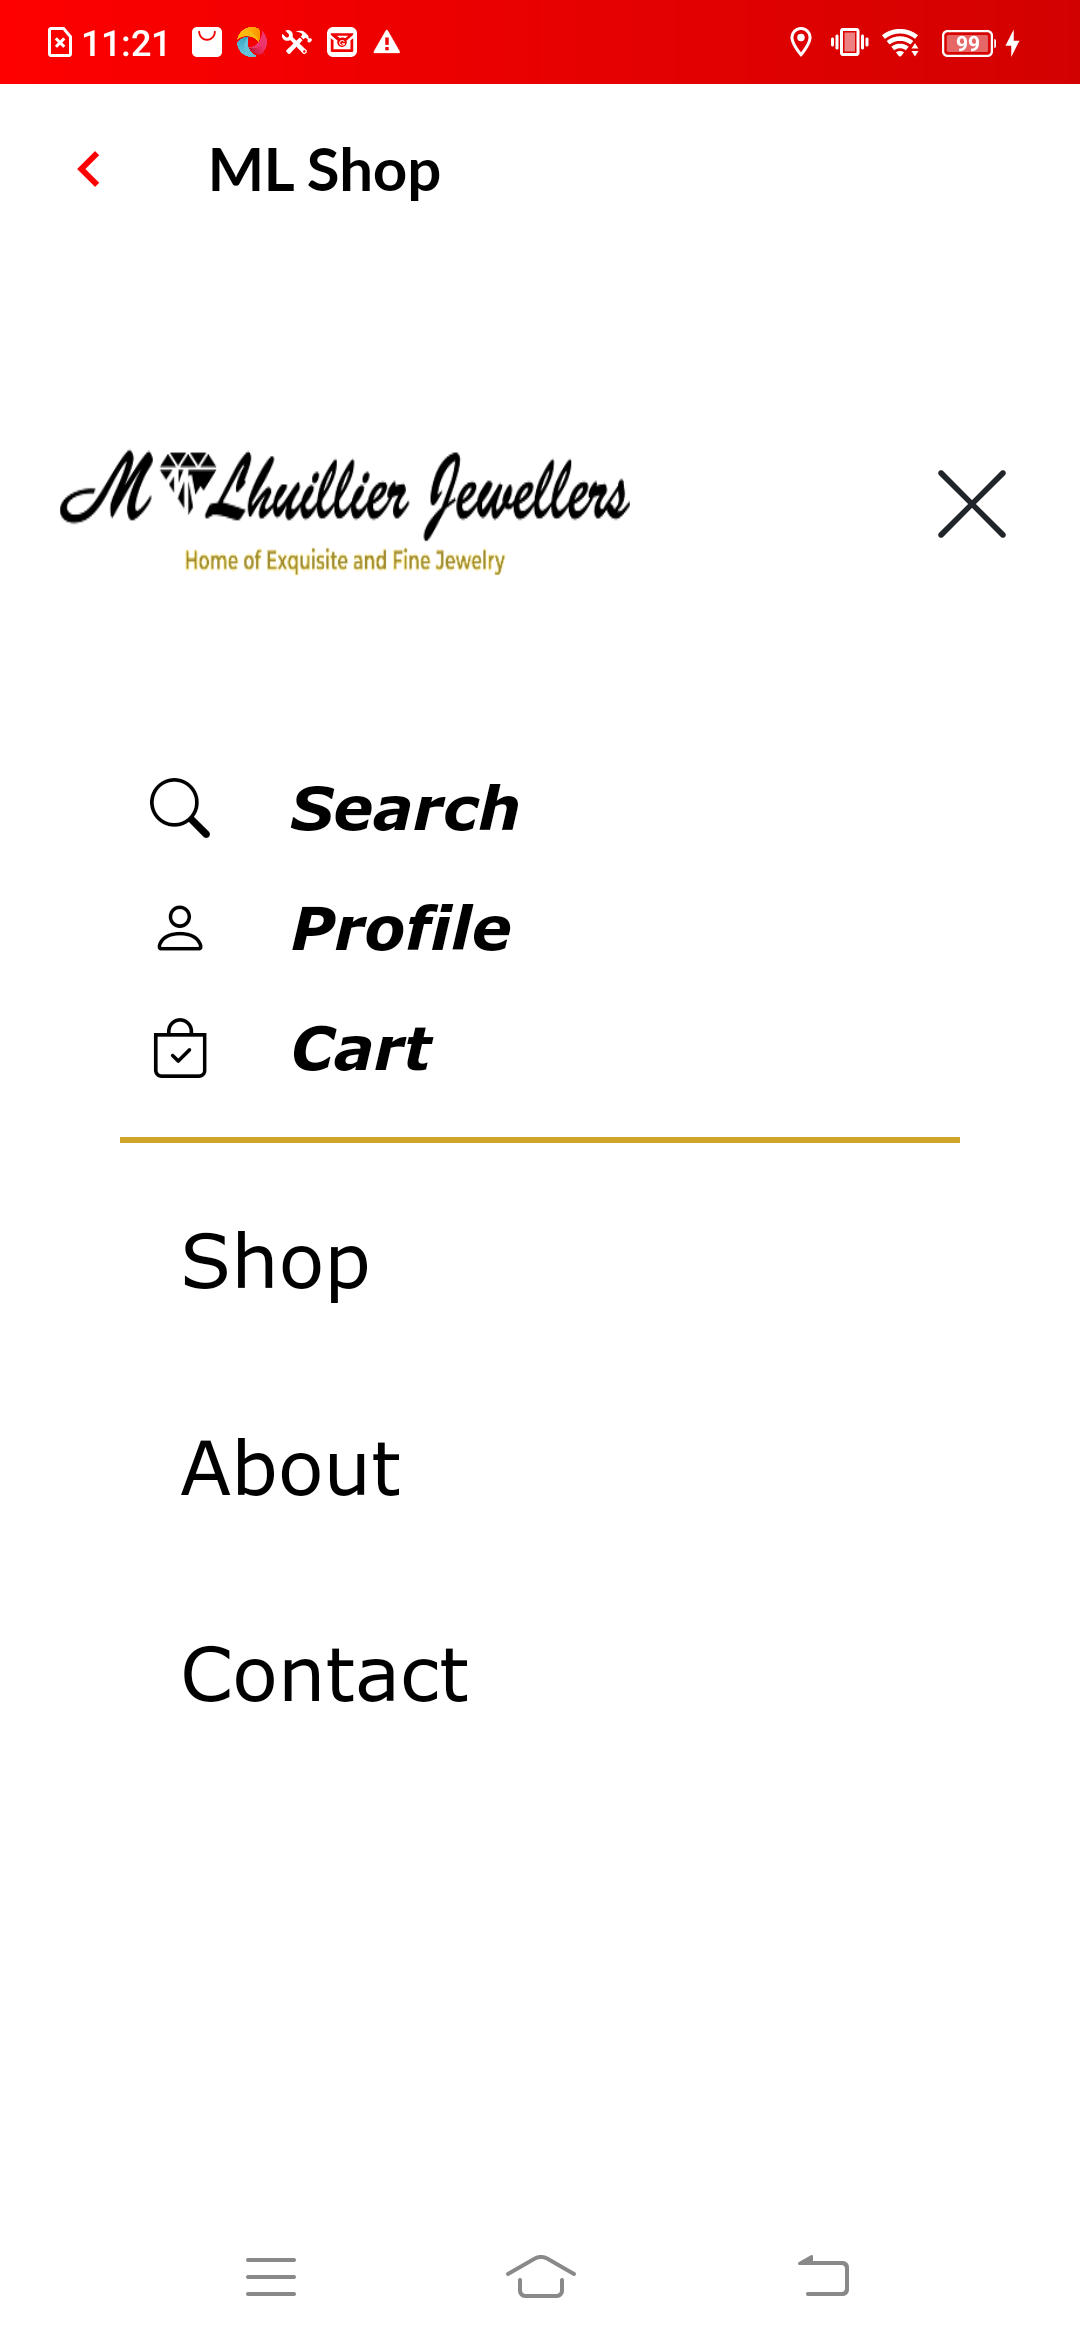 11:21
99
ML Shop
M Lhuillier Jewellers
Home of Exquisite and Fine Jewelry
Search
Profile
Cart
Shop
About
Contact